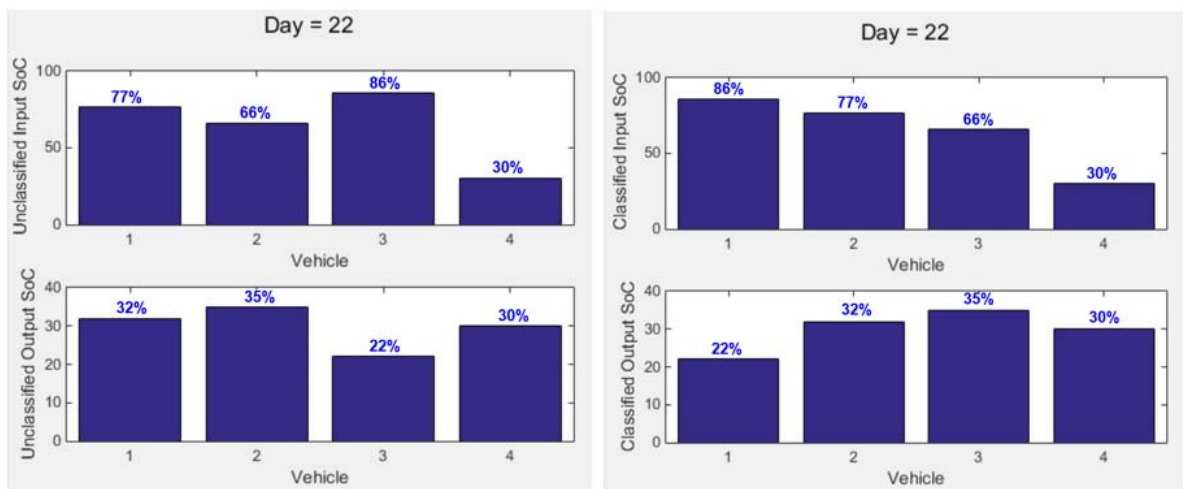 Day = 22
Unclassified Input SoC
100
50
0
77%
66%
86%
30%
1 2 3 4
Vehicle
Unclassified Output SoC
40
30
20
10
0
32%
35%
22%
30%
1 2 3 4
Vehicle
Day = 22
Classified Input SoC
100
50
0
86%
77%
66%
30%
1 2 3 4
Vehicle
Classified Output SoC
40
30
20
10
0
22%
32%
35%
30%
1 2 3 4
Vehicle